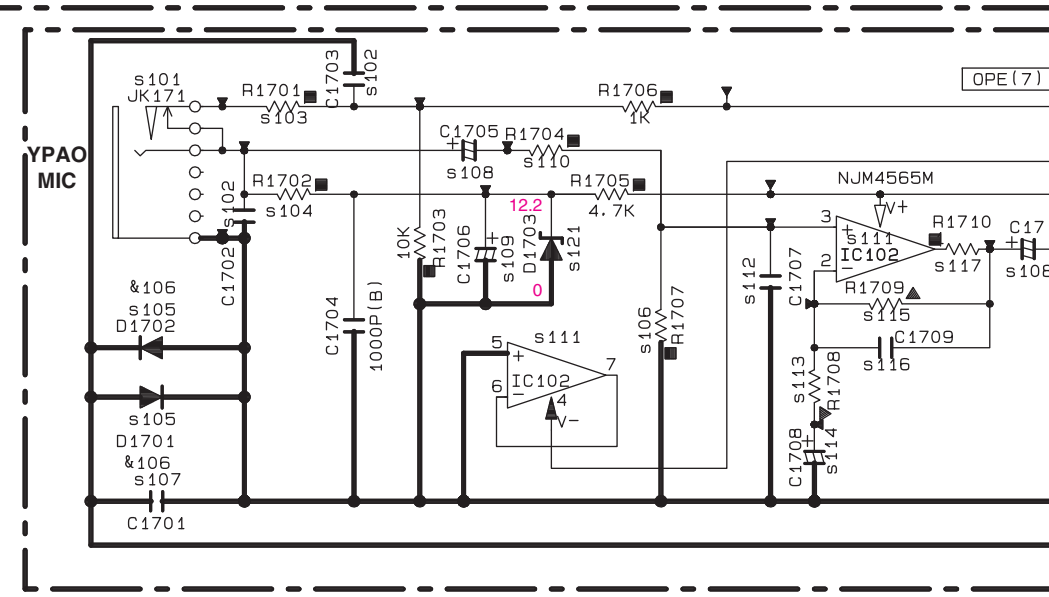 C1703
s102
OPE(7)
s101
JK171
R1701
s103
R1706
1K
YPAO
MIC
C1705
+
s108
R1704
s110
R1702
s104
R1705
4.7K
NJM4565M
s102
C1702
12.2
0
10K
R1703
C1706
+
s109
D1703
s121
3
+
2
−
s111
IC102
V+
R1710
s117
C17
+
s108
s112
C1707
&106
s105
D1702
C1704
1000P(B)
s106
R1707
R1709
s115
C1709
s116
s111
5
+
6
−
IC102
7
4
V−
s113
R1708
s105
D1701
&106
s107
C1701
C1708
+
s114